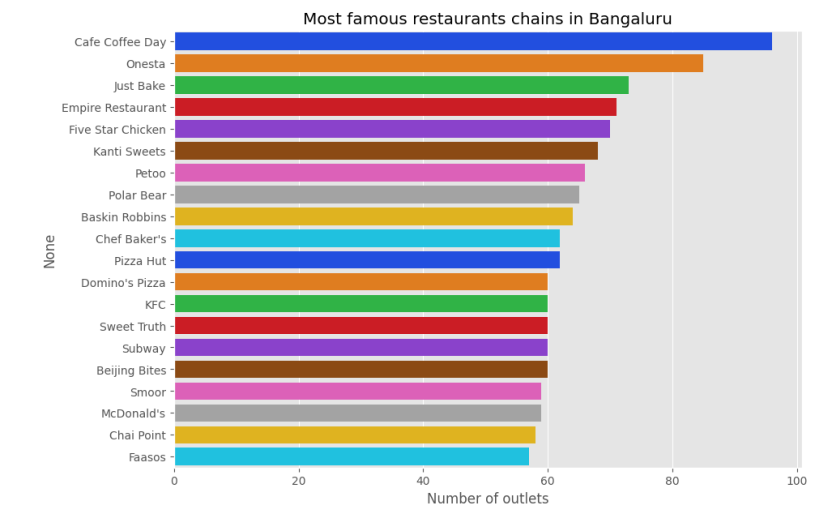 Most famous restaurants chains in Bangaluru
Cafe Coffee Day
Onesta
Just Bake
Empire Restaurant
Five Star Chicken
Kanti Sweets
Petoo
Polar Bear
Baskin Robbins
Chef Baker's
Pizza Hut
Domino's Pizza
KFC
Sweet Truth
Subway
Beijing Bites
Smoor
McDonald's
Chai Point
Faasos
None
0 20 40 60 80 100
Number of outlets